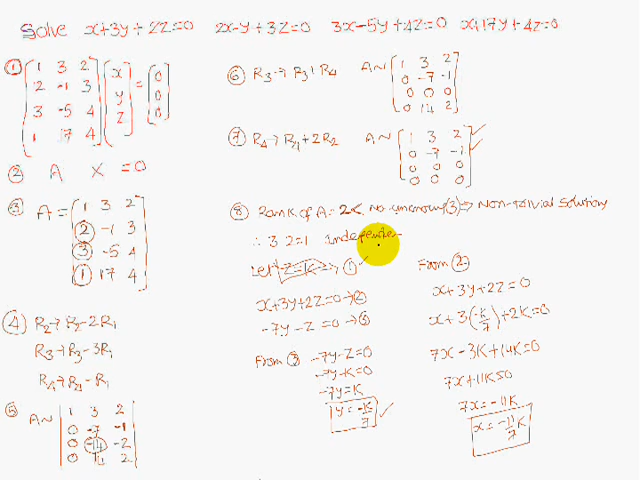 Solve x+3y+2Z=0 2x-y+3Z=0 3x-5y+4Z=0 x+17y+4Z=0
① [1 3 2] [x] = [0]
2 -1 3 y 0
3 -5 4 Z 0
1 17 4
② A X =0
③ A = [1 3 2]
2 -1 3
3 -5 4
1 17 4
④ R2→R2-2R1
R3→R3-3R1
R4→R4-R1
⑤ A~ [1 3 2]
0 -7 -1
0 -14 -2
0 14 2
⑥ R3→R3+R4 A~ [1 3 2]
0 -7 -1
0 0 0
0 14 2
⑦ R4→R4+2R2 A~ [1 3 2]
0 -7 -1
0 0 0
0 0 0
⑧ Rank of A = 2< no. unknown(3) ⇒ Non-trivial Solution
∴ 3 2=1 independen
Let Z=K → ①
x+3y+2Z=0→②
-7y-Z=0→③
From ③ -7y-Z=0
-7y-K=0
-7y=K
y=-K/7
From ②
x+3y+2Z=0
x+3(-K/7)+2K=0
7x-3K+14K=0
7x+11K=0
7x=-11K
x=-11/7 K